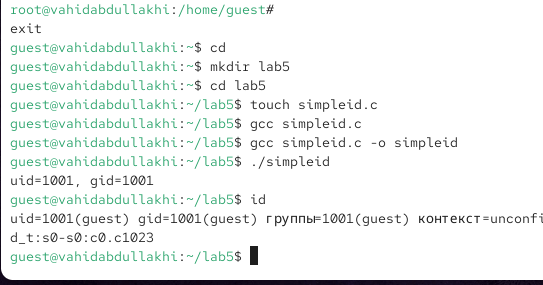 root@vahidabdullakhi:/home/guest#
exit
guest@vahidabdullakhi:~$ cd
guest@vahidabdullakhi:~$ mkdir lab5
guest@vahidabdullakhi:~$ cd lab5
guest@vahidabdullakhi:~/lab5$ touch simpleid.c
guest@vahidabdullakhi:~/lab5$ gcc simpleid.c
guest@vahidabdullakhi:~/lab5$ gcc simpleid.c -o simpleid
guest@vahidabdullakhi:~/lab5$ ./simpleid
uid=1001, gid=1001
guest@vahidabdullakhi:~/lab5$ id
uid=1001(guest) gid=1001(guest) группы=1001(guest) контекст=unconfi
d_t:s0-s0:c0.c1023
guest@vahidabdullakhi:~/lab5$